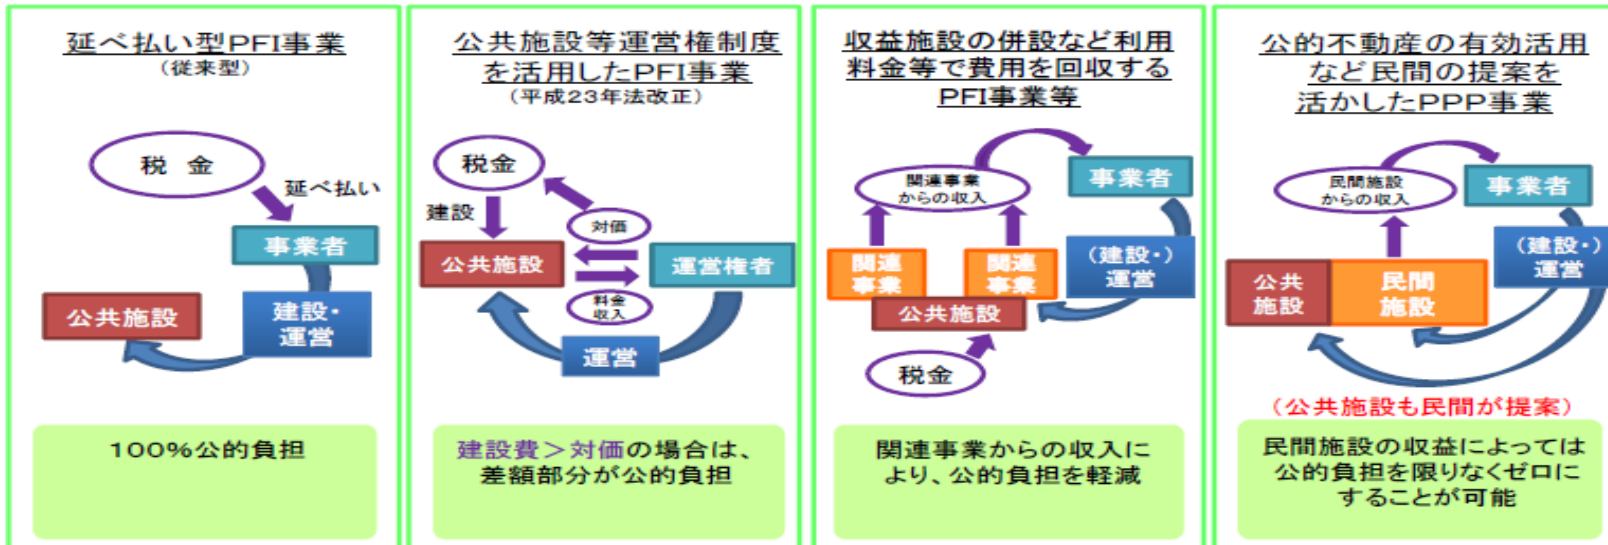 延べ払い型PFI事業
(従来型)
税 金
延べ払い
事業者
公共施設
建設・
運営
100%公的負担
公共施設等運営権制度
を活用したPFI事業
(平成23年法改正)
税金
建設
対価
公共施設
運営権者
料金
収入
運営
建設費>対価の場合は、
差額部分が公的負担
収益施設の併設など利用
料金等で費用を回収する
PFI事業等
関連事業
からの収入
事業者
関連
事業
関連
事業
(建設・)
運営
公共施設
税金
関連事業からの収入に
より、公的負担を軽減
公的不動産の有効活用
など民間の提案を
活かしたPPP事業
民間施設
からの収入
事業者
(建設・)
運営
公共
施設
民間
施設
(公共施設も民間が提案)
民間施設の収益によっては
公的負担を限りなくゼロに
することが可能